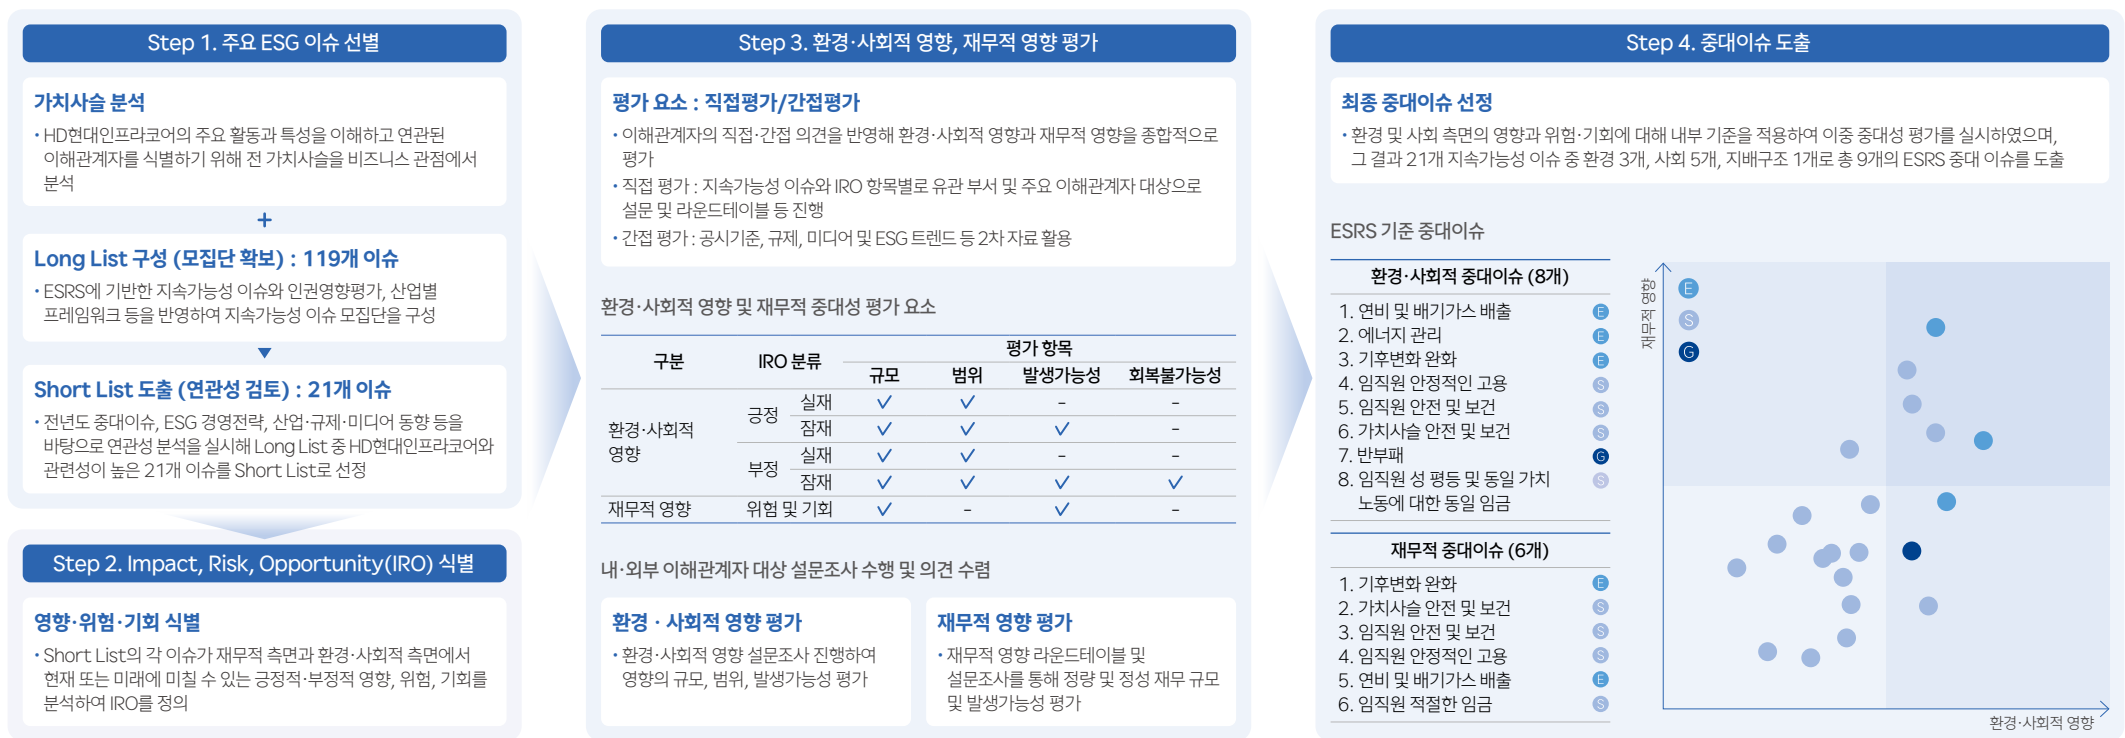 Step 1. 주요 ESG 이슈 선별
가치사슬 분석
• HD현대인프라코어의 주요 활동과 특성을 이해하고 연관된
이해관계자를 식별하기 위해 전 가치사슬을 비즈니스 관점에서
분석
+
Long List 구성 (모집단 확보) : 119개 이슈
• ESRS에 기반한 지속가능성 이슈와 인권영향평가, 산업별
프레임워크 등을 반영하여 지속가능성 이슈 모집단을 구성
Short List 도출 (연관성 검토) : 21개 이슈
• 전년도 중대이슈, ESG 경영전략, 산업·규제·미디어 동향 등을
바탕으로 연관성 분석을 실시해 Long List 중 HD현대인프라코어와
관련성이 높은 21개 이슈를 Short List로 선정
Step 2. Impact, Risk, Opportunity(IRO) 식별
영향·위험·기회 식별
• Short List의 각 이슈가 재무적 측면과 환경·사회적 측면에서
현재 또는 미래에 미칠 수 있는 긍정적·부정적 영향, 위험, 기회를
분석하여 IRO를 정의
Step 3. 환경·사회적 영향, 재무적 영향 평가
평가 요소 : 직접평가/간접평가
• 이해관계자의 직접·간접 의견을 반영해 환경·사회적 영향과 재무적 영향을 종합적으로
평가
• 직접 평가 : 지속가능성 이슈와 IRO 항목별로 유관 부서 및 주요 이해관계자 대상으로
설문 및 라운드테이블 등 진행
• 간접 평가 : 공시기준, 규제, 미디어 및 ESG 트렌드 등 2차 자료 활용
환경·사회적 영향 및 재무적 중대성 평가 요소
구분 IRO 분류 평가 항목
규모 범위 발생가능성 회복불가능성
환경·사회적
영향
긍정 실재 ✓ ✓ - -
잠재 ✓ ✓ ✓ -
부정 실재 ✓ ✓ - -
잠재 ✓ ✓ ✓ ✓
재무적 영향 위험 및 기회 ✓ - ✓ -
내·외부 이해관계자 대상 설문조사 수행 및 의견 수렴
환경 · 사회적 영향 평가
• 환경·사회적 영향 설문조사 진행하여
영향의 규모, 범위, 발생가능성 평가
재무적 영향 평가
• 재무적 영향 라운드테이블 및
설문조사를 통해 정량 및 정성 재무 규모
및 발생가능성 평가
Step 4. 중대이슈 도출
최종 중대이슈 선정
• 환경 및 사회 측면의 영향과 위험·기회에 대해 내부 기준을 적용하여 이중 중대성 평가를 실시하였으며,
그 결과 21개 지속가능성 이슈 중 환경 3개, 사회 5개, 지배구조 1개로 총 9개의 ESRS 중대 이슈를 도출
ESRS 기준 중대이슈
환경·사회적 중대이슈 (8개)
1. 연비 및 배기가스 배출 E
2. 에너지 관리 E
3. 기후변화 완화 E
4. 임직원 안정적인 고용 S
5. 임직원 안전 및 보건 S
6. 가치사슬 안전 및 보건 S
7. 반부패 G
8. 임직원 성 평등 및 동일 가치 S
노동에 대한 동일 임금
재무적 중대이슈 (6개)
1. 기후변화 완화 E
2. 가치사슬 안전 및 보건 S
3. 임직원 안전 및 보건 S
4. 임직원 안정적인 고용 S
5. 연비 및 배기가스 배출 E
6. 임직원 적절한 임금 S
재무적 영향
E
S
G
환경·사회적 영향